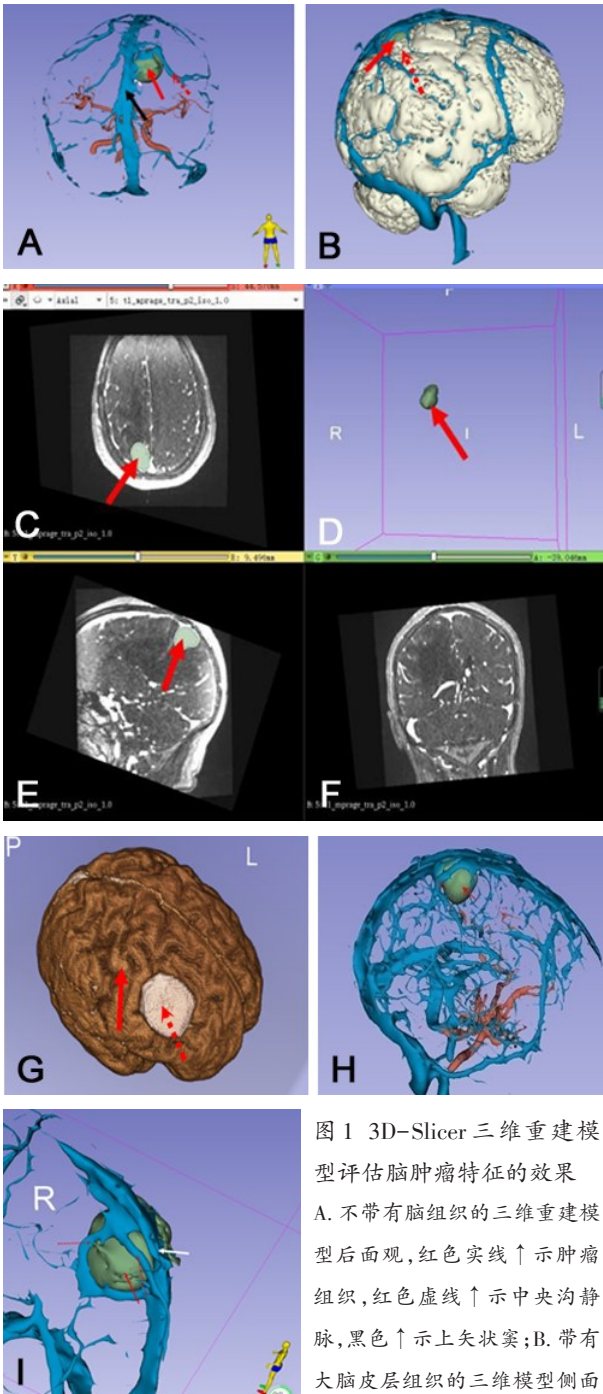 A
B
Axial
5: t1_mprage_tra_p2_iso_1.0
C
R
I
L
D
E
F
P
L
G
H
R
I
图 1 3D-Slicer 三维重建模
型评估脑肿瘤特征的效果
A. 不带有脑组织的三维重建模
型后面观,红色实线↑示肿瘤
组织,红色虚线↑示中央沟静
脉,黑色↑示上矢状窦;B. 带有
大脑皮层组织的三维模型侧面